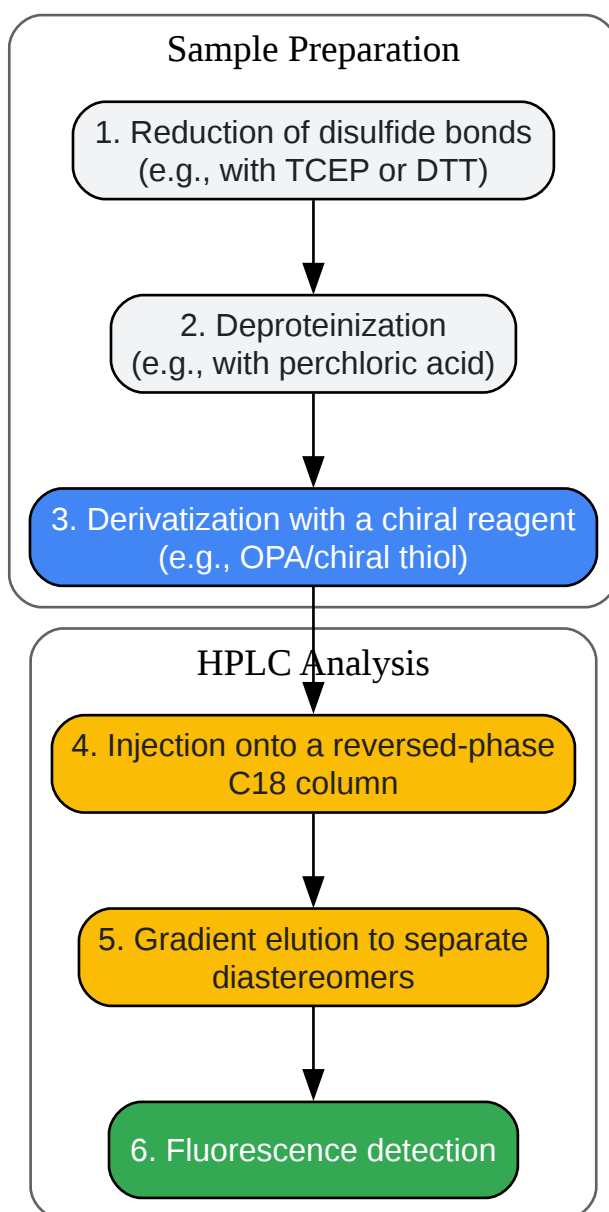 Sample Preparation
1. Reduction of disulfide bonds
(e.g., with TCEP or DTT)
2. Deproteinization
(e.g., with perchloric acid)
3. Derivatization with a chiral reagent
(e.g., OPA/chiral thiol)
HPLC Analysis
4. Injection onto a reversed-phase
C18 column
5. Gradient elution to separate
diastereomers
6. Fluorescence detection